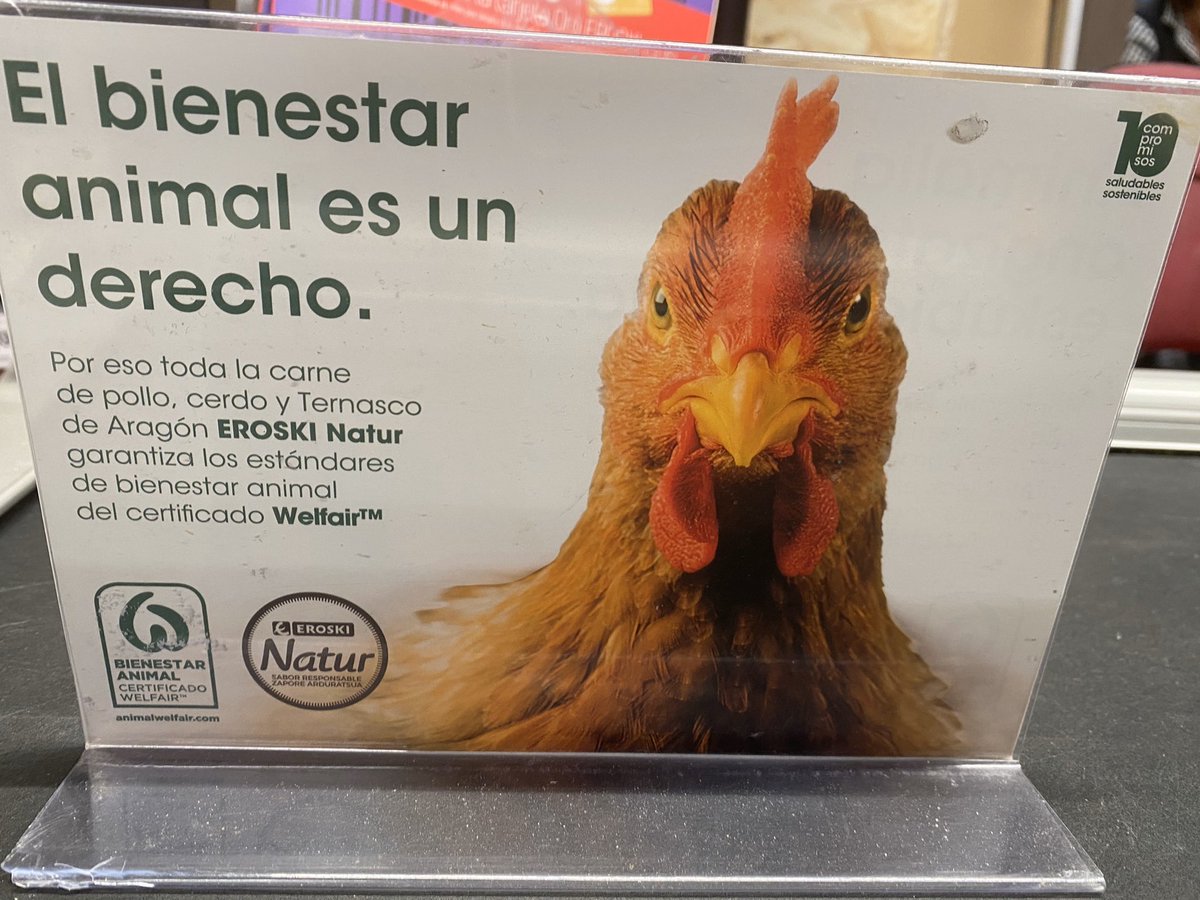 El bienestar
animal es un
derecho.
Por eso toda la carne
de pollo, cerdo y Ternasco
de Aragón EROSKI Natur
garantiza los estándares
de bienestar animal
del certificado Welfair™
BIENESTAR
ANIMAL
CERTIFICADO
WELFAIR™
animalwelfair.com
EROSKI
Natur
SABOR RESPONSABLE
ZAPORE ARDURATSUA
10
com
pro
mi
sos
saludables
sostenibles